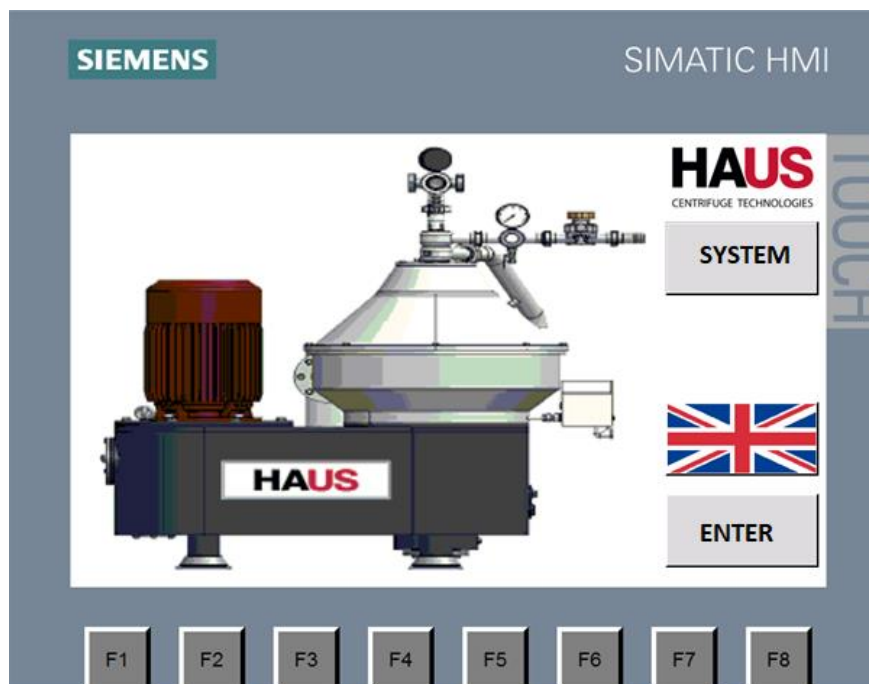 SIEMENS
SIMATIC HMI
TOUCH
HAUS
CENTRIFUGE TECHNOLOGIES
SYSTEM
HAUS
ENTER
F1 F2 F3 F4 F5 F6 F7 F8